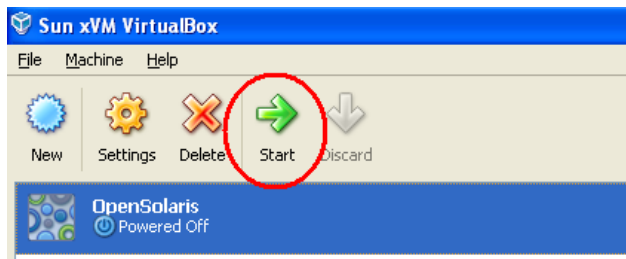 Sun xVM VirtualBox
File Machine Help
New Settings Delete Start Discard
OpenSolaris
Powered Off